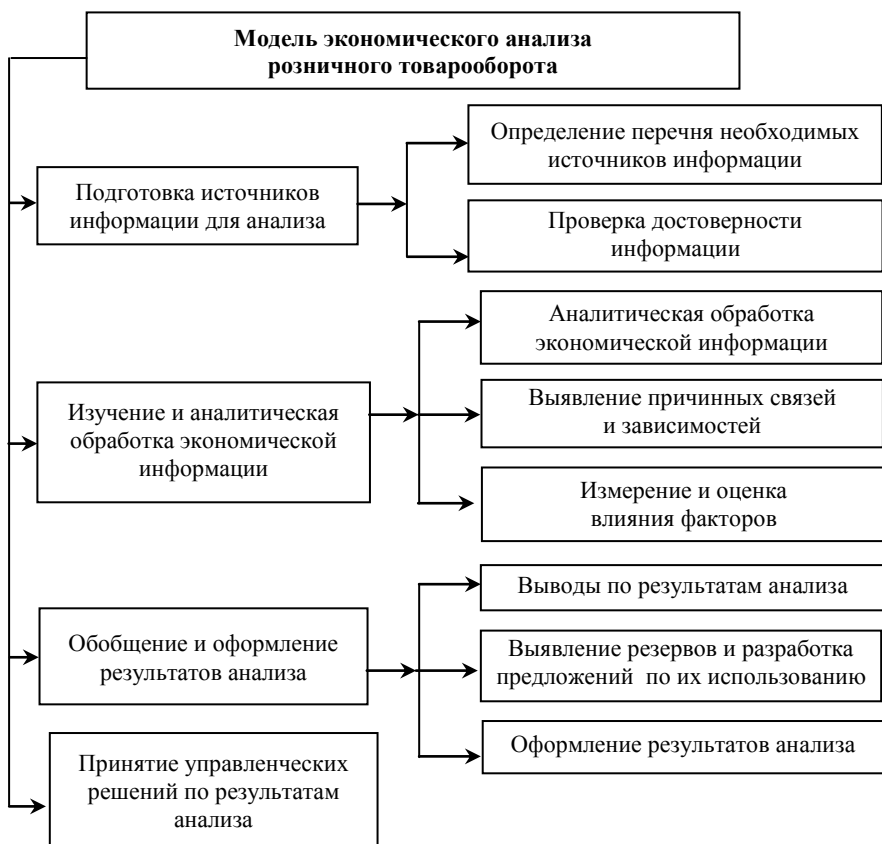 Модель экономического анализа
розничного товарооборота
Подготовка источников
информации для анализа
Определение перечня необходимых
источников информации
Проверка достоверности
информации
Изучение и аналитическая
обработка экономической
информации
Аналитическая обработка
экономической информации
Выявление причинных связей
и зависимостей
Измерение и оценка
влияния факторов
Обобщение и оформление
результатов анализа
Выводы по результатам анализа
Выявление резервов и разработка
предложений по их использованию
Оформление результатов анализа
Принятие управленческих
решений по результатам
анализа